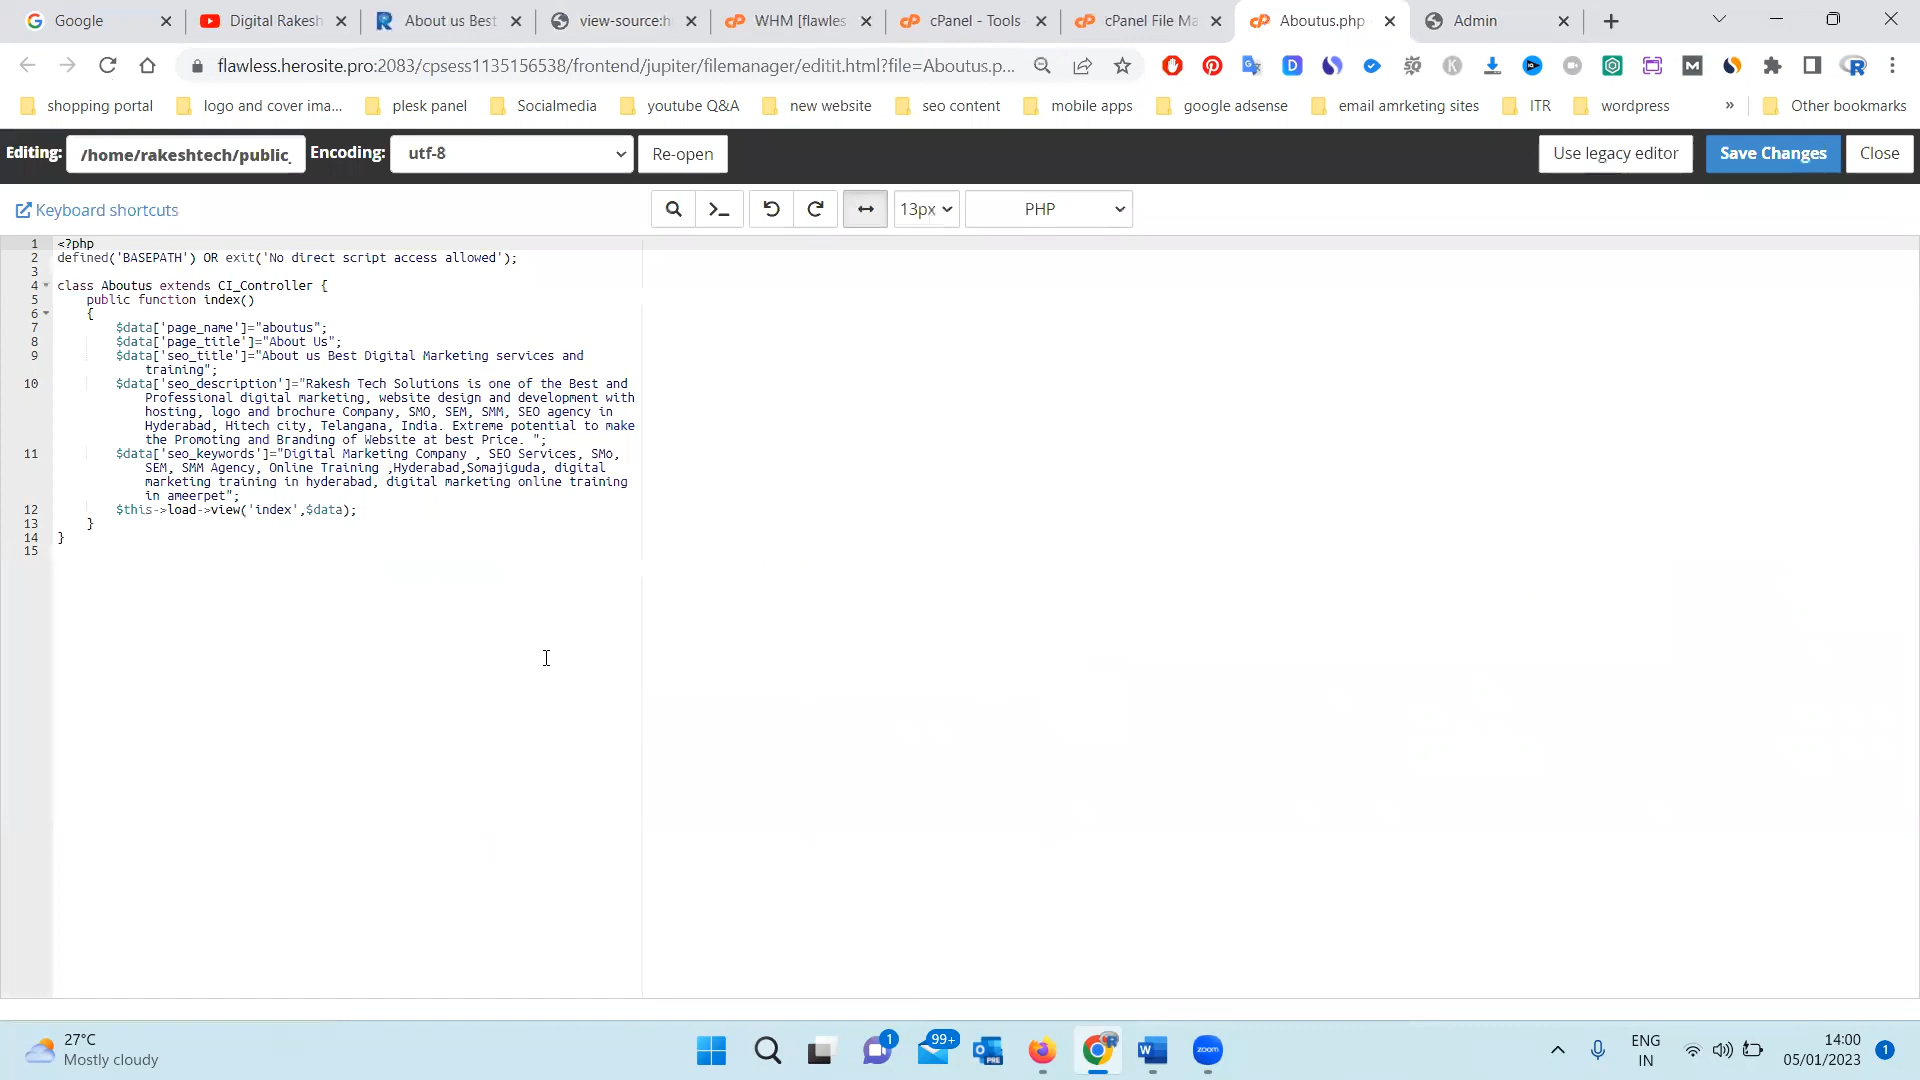 Google
Digital Rakesh
About us Best
view-source:h
WHM [flawles
cPanel - Tools
cPanel File Ma
Aboutus.php
Admin
flawless.herosite.pro:2083/cpsess1135156538/frontend/jupiter/filemanager/editit.html?file=Aboutus.p...
shopping portal
logo and cover ima...
plesk panel
Socialmedia
youtube Q&A
new website
seo content
mobile apps
google adsense
email amrketing sites
ITR
wordpress
»
Other bookmarks
Editing:
/home/rakeshtech/public_
Encoding:
utf-8
Re-open
Use legacy editor
Save Changes
Close
Keyboard shortcuts
13px
PHP
1 <?php
2 defined('BASEPATH') OR exit('No direct script access allowed');
3
4 class Aboutus extends CI_Controller {
5 public function index()
6 {
7 $data['page_name']="aboutus";
8 $data['page_title']="About Us";
9 $data['seo_title']="About us Best Digital Marketing services and
training";
10 $data['seo_description']="Rakesh Tech Solutions is one of the Best and
Professional digital marketing, website design and development with
hosting, logo and brochure Company, SMO, SEM, SMM, SEO agency in
Hyderabad, Hitech city, Telangana, India. Extreme potential to make
the Promoting and Branding of Website at best Price. ";
11 $data['seo_keywords']="Digital Marketing Company , SEO Services, SMo,
SEM, SMM Agency, Online Training ,Hyderabad,Somajiguda, digital
marketing training in hyderabad, digital marketing online training
in ameerpet";
12 $this->load->view('index',$data);
13 }
14 }
15
27°C
Mostly cloudy
1
99+
PRE
zoom
ENG
IN
14:00
05/01/2023
1